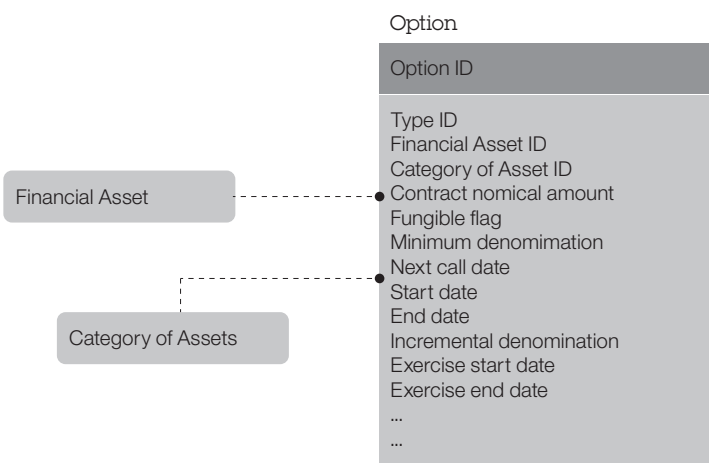 Option
Option ID
Type ID
Financial Asset ID
Category of Asset ID
Contract nomical amount
Fungible flag
Minimum denomimation
Next call date
Start date
End date
Incremental denomination
Exercise start date
Exercise end date
...
...
Financial Asset
Category of Assets